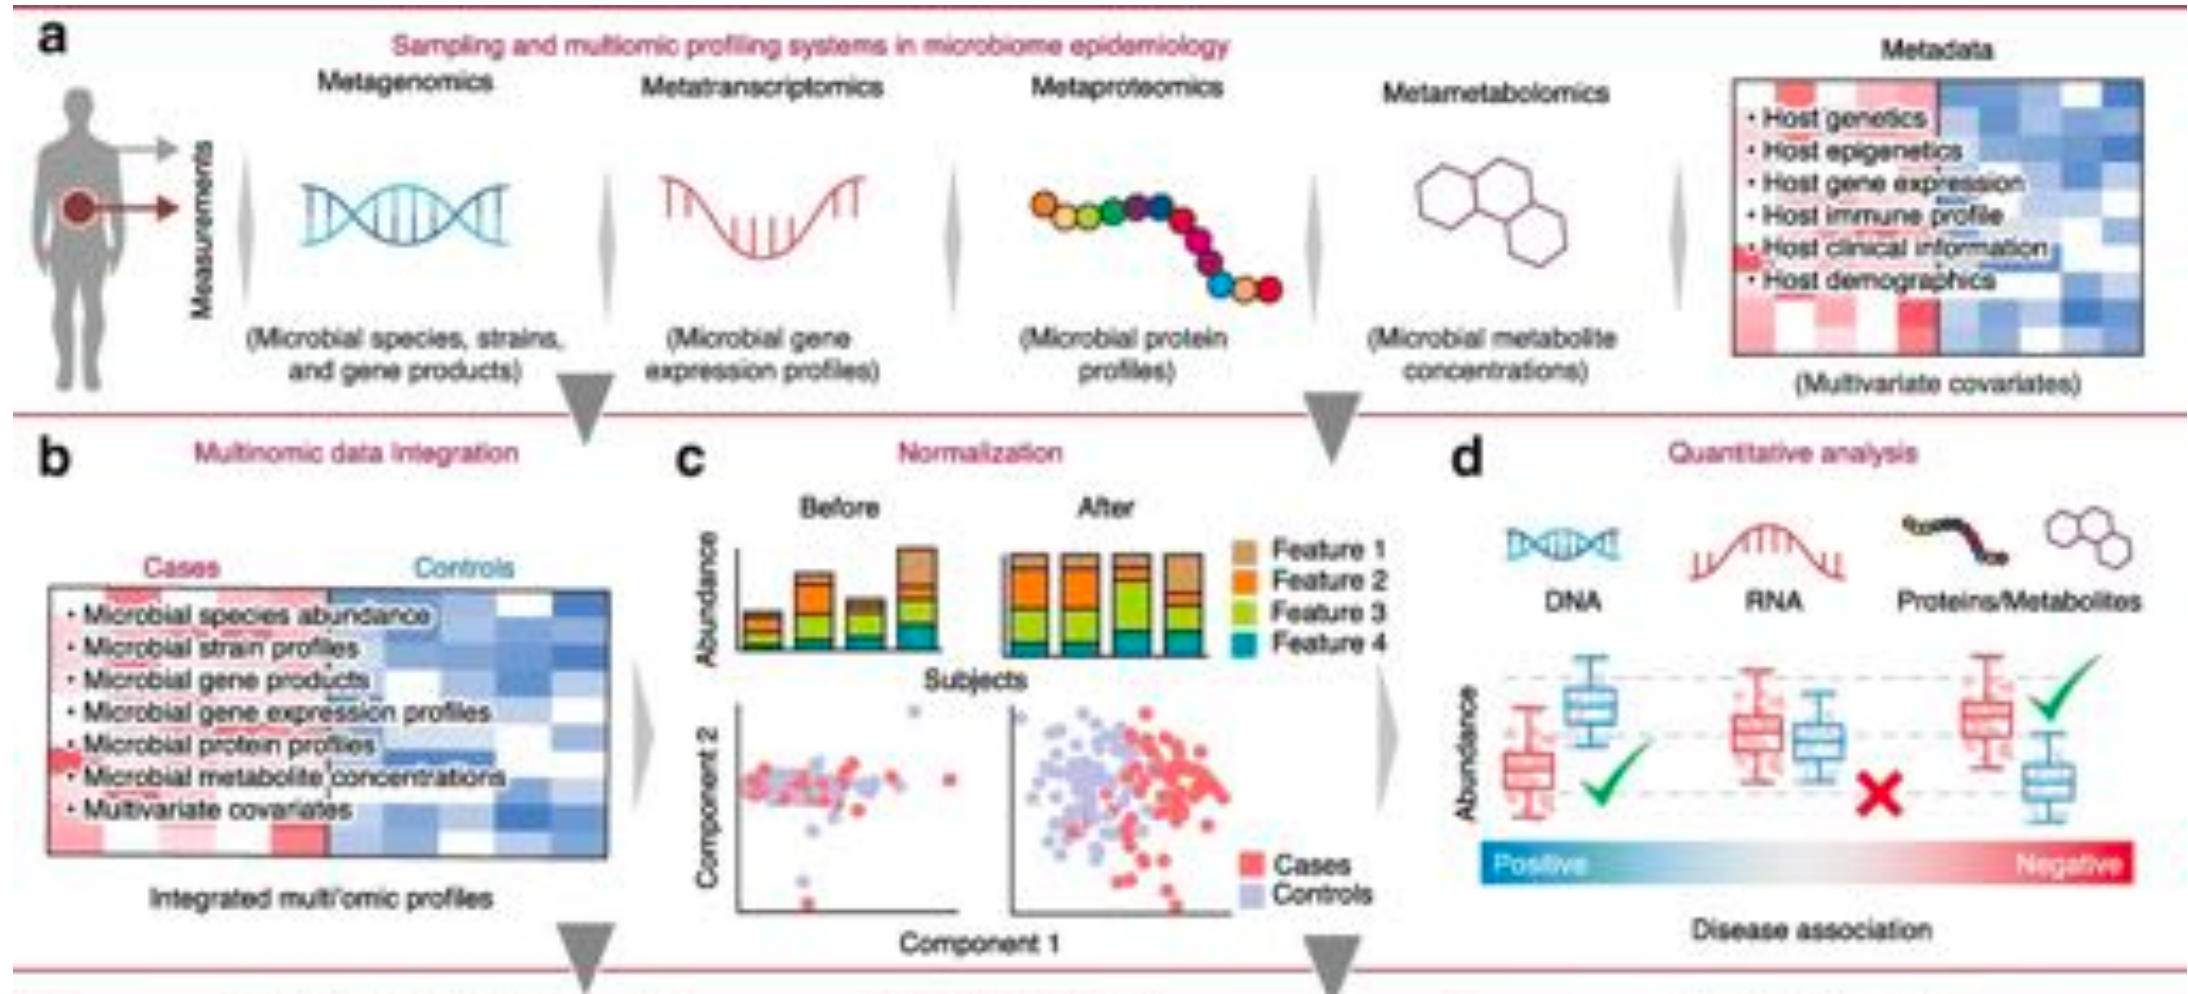 a
Sampling and multiomic profiling systems in microbiome epidemiology
Metagenomics
Metatranscriptomics
Metaproteomics
Metametabolomics
Metadata
Measurements
• Host genetics
• Host epigenetics
• Host gene expression
• Host immune profile
• Host clinical information
• Host demographics
(Microbial species, strains,
and gene products)
(Microbial gene
expression profiles)
(Microbial protein
profiles)
(Microbial metabolite
concentrations)
(Multivariate covariates)
b
Multinomic data Integration
Cases
Controls
• Microbial species abundance
• Microbial strain profiles
• Microbial gene products
• Microbial gene expression profiles
• Microbial protein profiles
• Microbial metabolite concentrations
• Multivariate covariates
Integrated multi'omic profiles
c
Normalization
Before
After
Abundance
Feature 1
Feature 2
Feature 3
Feature 4
Subjects
Component 2
Cases
Controls
Component 1
d
Quantitative analysis
DNA
RNA
Proteins/Metabolites
Abundance
Positive
Negative
Disease association